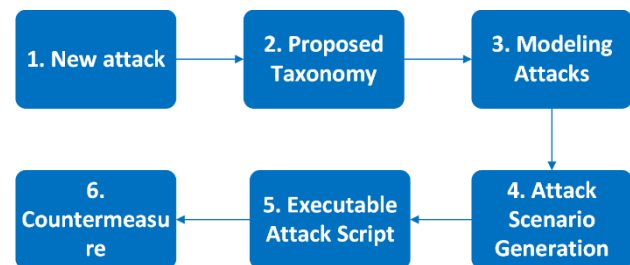 1. New attack
2. Proposed
Taxonomy
3. Modeling
Attacks
4. Attack
Scenario
Generation
5. Executable
Attack Script
6.
Countermeasu
re